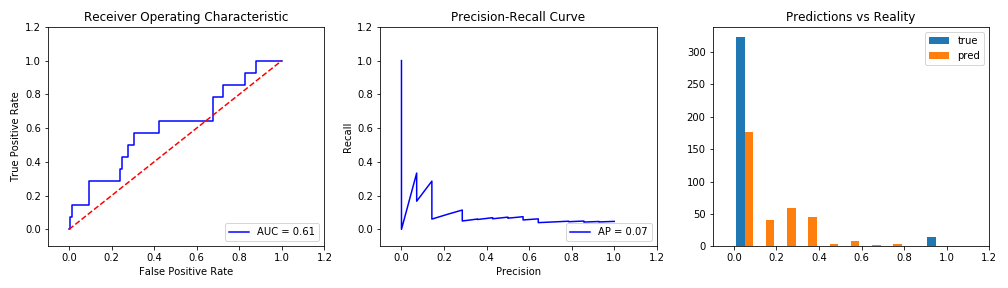 Receiver Operating Characteristic
1.2
1.0
0.8
0.6
0.4
0.2
0.0
True Positive Rate
0.0 0.2 0.4 0.6 0.8 1.0 1.2
False Positive Rate
AUC = 0.61
Precision-Recall Curve
1.2
1.0
0.8
0.6
0.4
0.2
0.0
Recall
0.0 0.2 0.4 0.6 0.8 1.0 1.2
Precision
AP = 0.07
Predictions vs Reality
300
250
200
150
100
50
0
0.0 0.2 0.4 0.6 0.8 1.0 1.2
true
pred